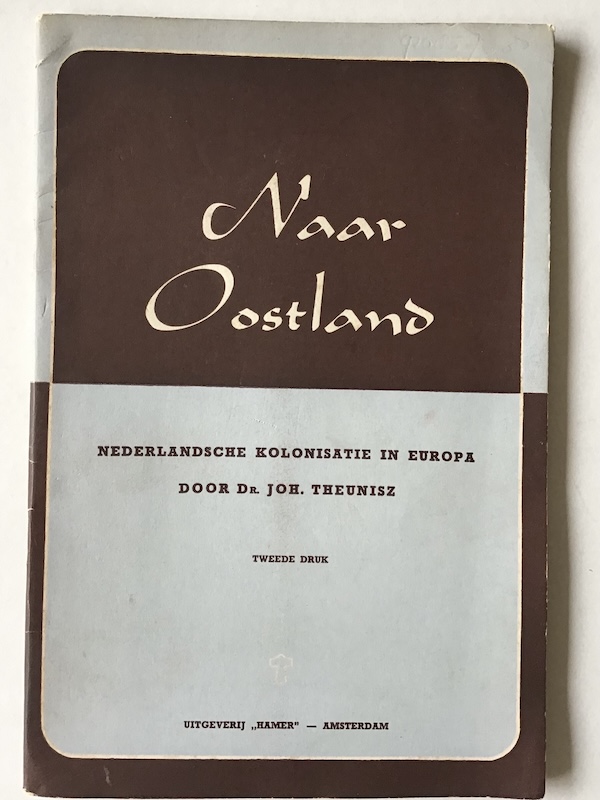 Naar
Oostland
NEDERLANDSCHE KOLONISATIE IN EUROPA
DOOR DR. JOH. THEUNISZ
TWEEDE DRUK
UITGEVERIJ „HAMER" — AMSTERDAM